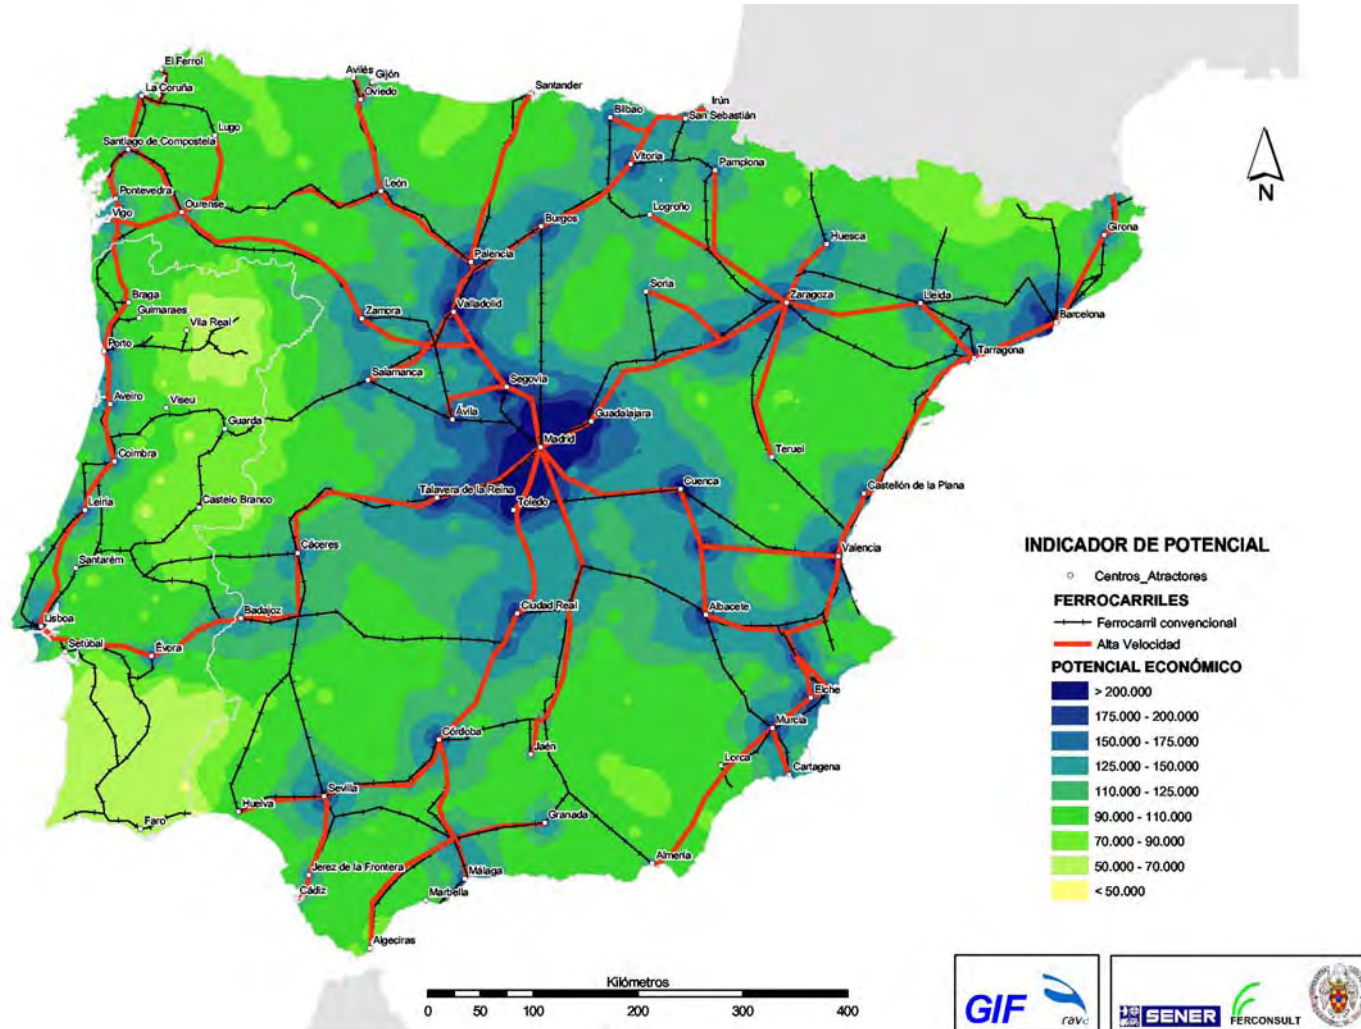 El Ferrol
La Coruña
Avilés
Gijón
Oviedo
Santander
Bilbao
Irún
San Sebastián
Lugo
Santiago de Compostela
Vitoria
Pamplona
Pontevedra
Ourense
León
Vigo
Logroño
Burgos
Huesca
Girona
N
Palencia
Soria
Braga
Guimaraes
Zamora
Valladolid
Zaragoza
Lleida
Barcelona
Vila Real
Porto
Tarragona
Salamanca
Segovia
Aveiro
Viseu
Guarda
Ávila
Guadalajara
Madrid
Coimbra
Teruel
Castelo Branco
Talavera de la Reina
Cuenca
Castellón de la Plana
Leiria
Toledo
Cáceres
Valencia
Santarém
Lisboa
Badajoz
Ciudad Real
Albacete
Setúbal
Évora
Elche
Córdoba
Murcia
Jaén
Lorca
Cartagena
Sevilla
Huelva
Faro
Granada
Almería
Jerez de la Frontera
Málaga
Cádiz
Marbella
Algeciras
INDICADOR DE POTENCIAL
Centros_Atractores
FERROCARRILES
Ferrocarril convencional
Alta Velocidad
POTENCIAL ECONÓMICO
> 200.000
175.000 - 200.000
150.000 - 175.000
125.000 - 150.000
110.000 - 125.000
90.000 - 110.000
70.000 - 90.000
50.000 - 70.000
< 50.000
Kilómetros
0 50 100 200 300 400
GIF
rave
SENER
FERCONSULT